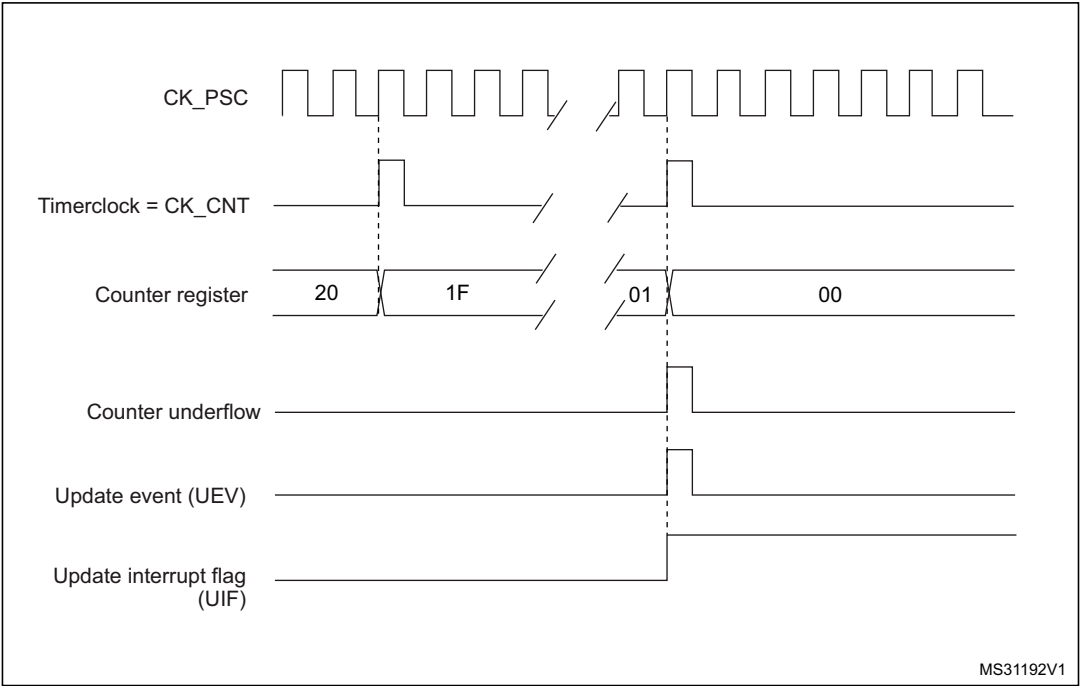 CK_PSC
Timerclock = CK_CNT
Counter register
20
1F
01
00
Counter underflow
Update event (UEV)
Update interrupt flag
(UIF)
MS31192V1